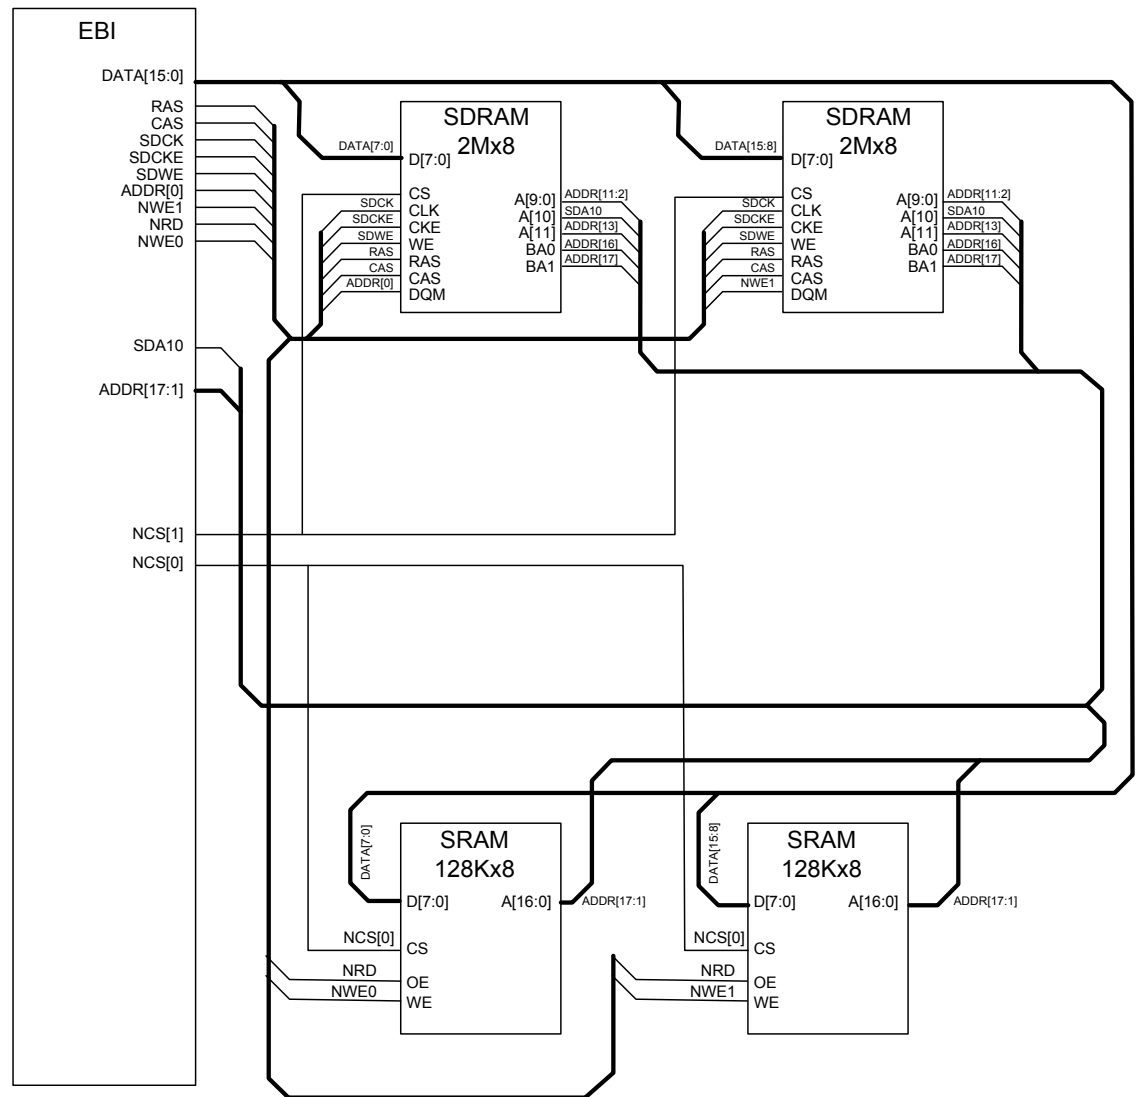 EBI
DATA[15:0]
RAS
CAS
SDCK
SDCKE
SDWE
ADDR[0]
NWE1
NRD
NWE0
SDA10
ADDR[17:1]
NCS[1]
NCS[0]
SDRAM
2Mx8
DATA[7:0]
D[7:0]
CS
SDCK
CLK
SDCKE
CKE
SDWE
WE
RAS
RAS
CAS
CAS
ADDR[0]
DQM
A[9:0]
ADDR[11:2]
A[10]
SDA10
A[11]
ADDR[13]
BA0
ADDR[16]
BA1
ADDR[17]
SDRAM
2Mx8
DATA[15:8]
D[7:0]
CS
SDCK
CLK
SDCKE
CKE
SDWE
WE
RAS
RAS
CAS
CAS
NWE1
DQM
A[9:0]
ADDR[11:2]
A[10]
SDA10
A[11]
ADDR[13]
BA0
ADDR[16]
BA1
ADDR[17]
SRAM
128Kx8
DATA[7:0]
D[7:0]
A[16:0]
ADDR[17:1]
NCS[0]
CS
NRD
OE
NWE0
WE
SRAM
128Kx8
DATA[15:8]
D[7:0]
A[16:0]
ADDR[17:1]
NCS[0]
CS
NRD
OE
NWE1
WE